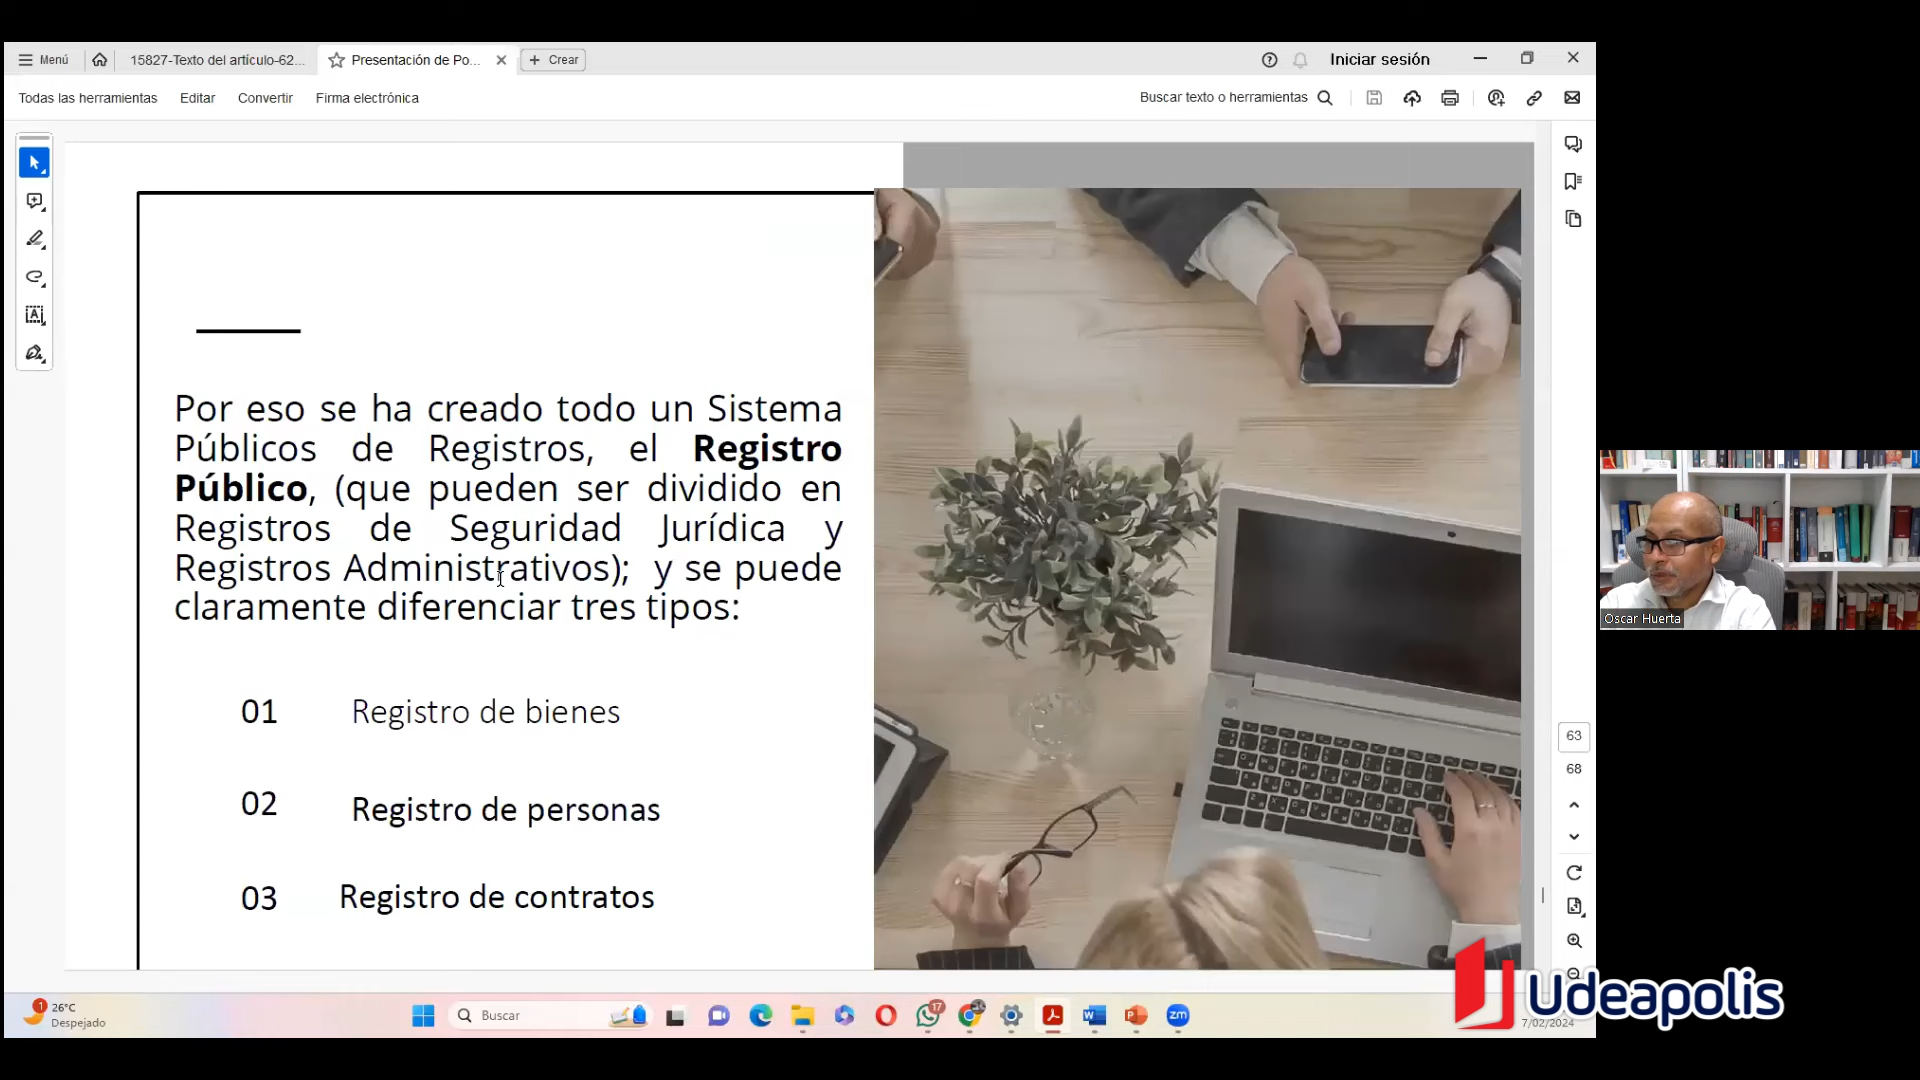 Menú
15827-Texto del artículo-62...
Presentación de Po...
Crear
Iniciar sesión
Todas las herramientas
Editar
Convertir
Firma electrónica
Buscar texto o herramientas
Por eso se ha creado todo un Sistema
Públicos de Registros, el Registro
Público, (que pueden ser dividido en
Registros de Seguridad Jurídica y
Registros Administrativos); y se puede
claramente diferenciar tres tipos:
01 Registro de bienes
02 Registro de personas
03 Registro de contratos
Oscar Huerta
63
68
1
26°C
Despejado
Buscar
17
zm
Udeapolis
7/02/2024